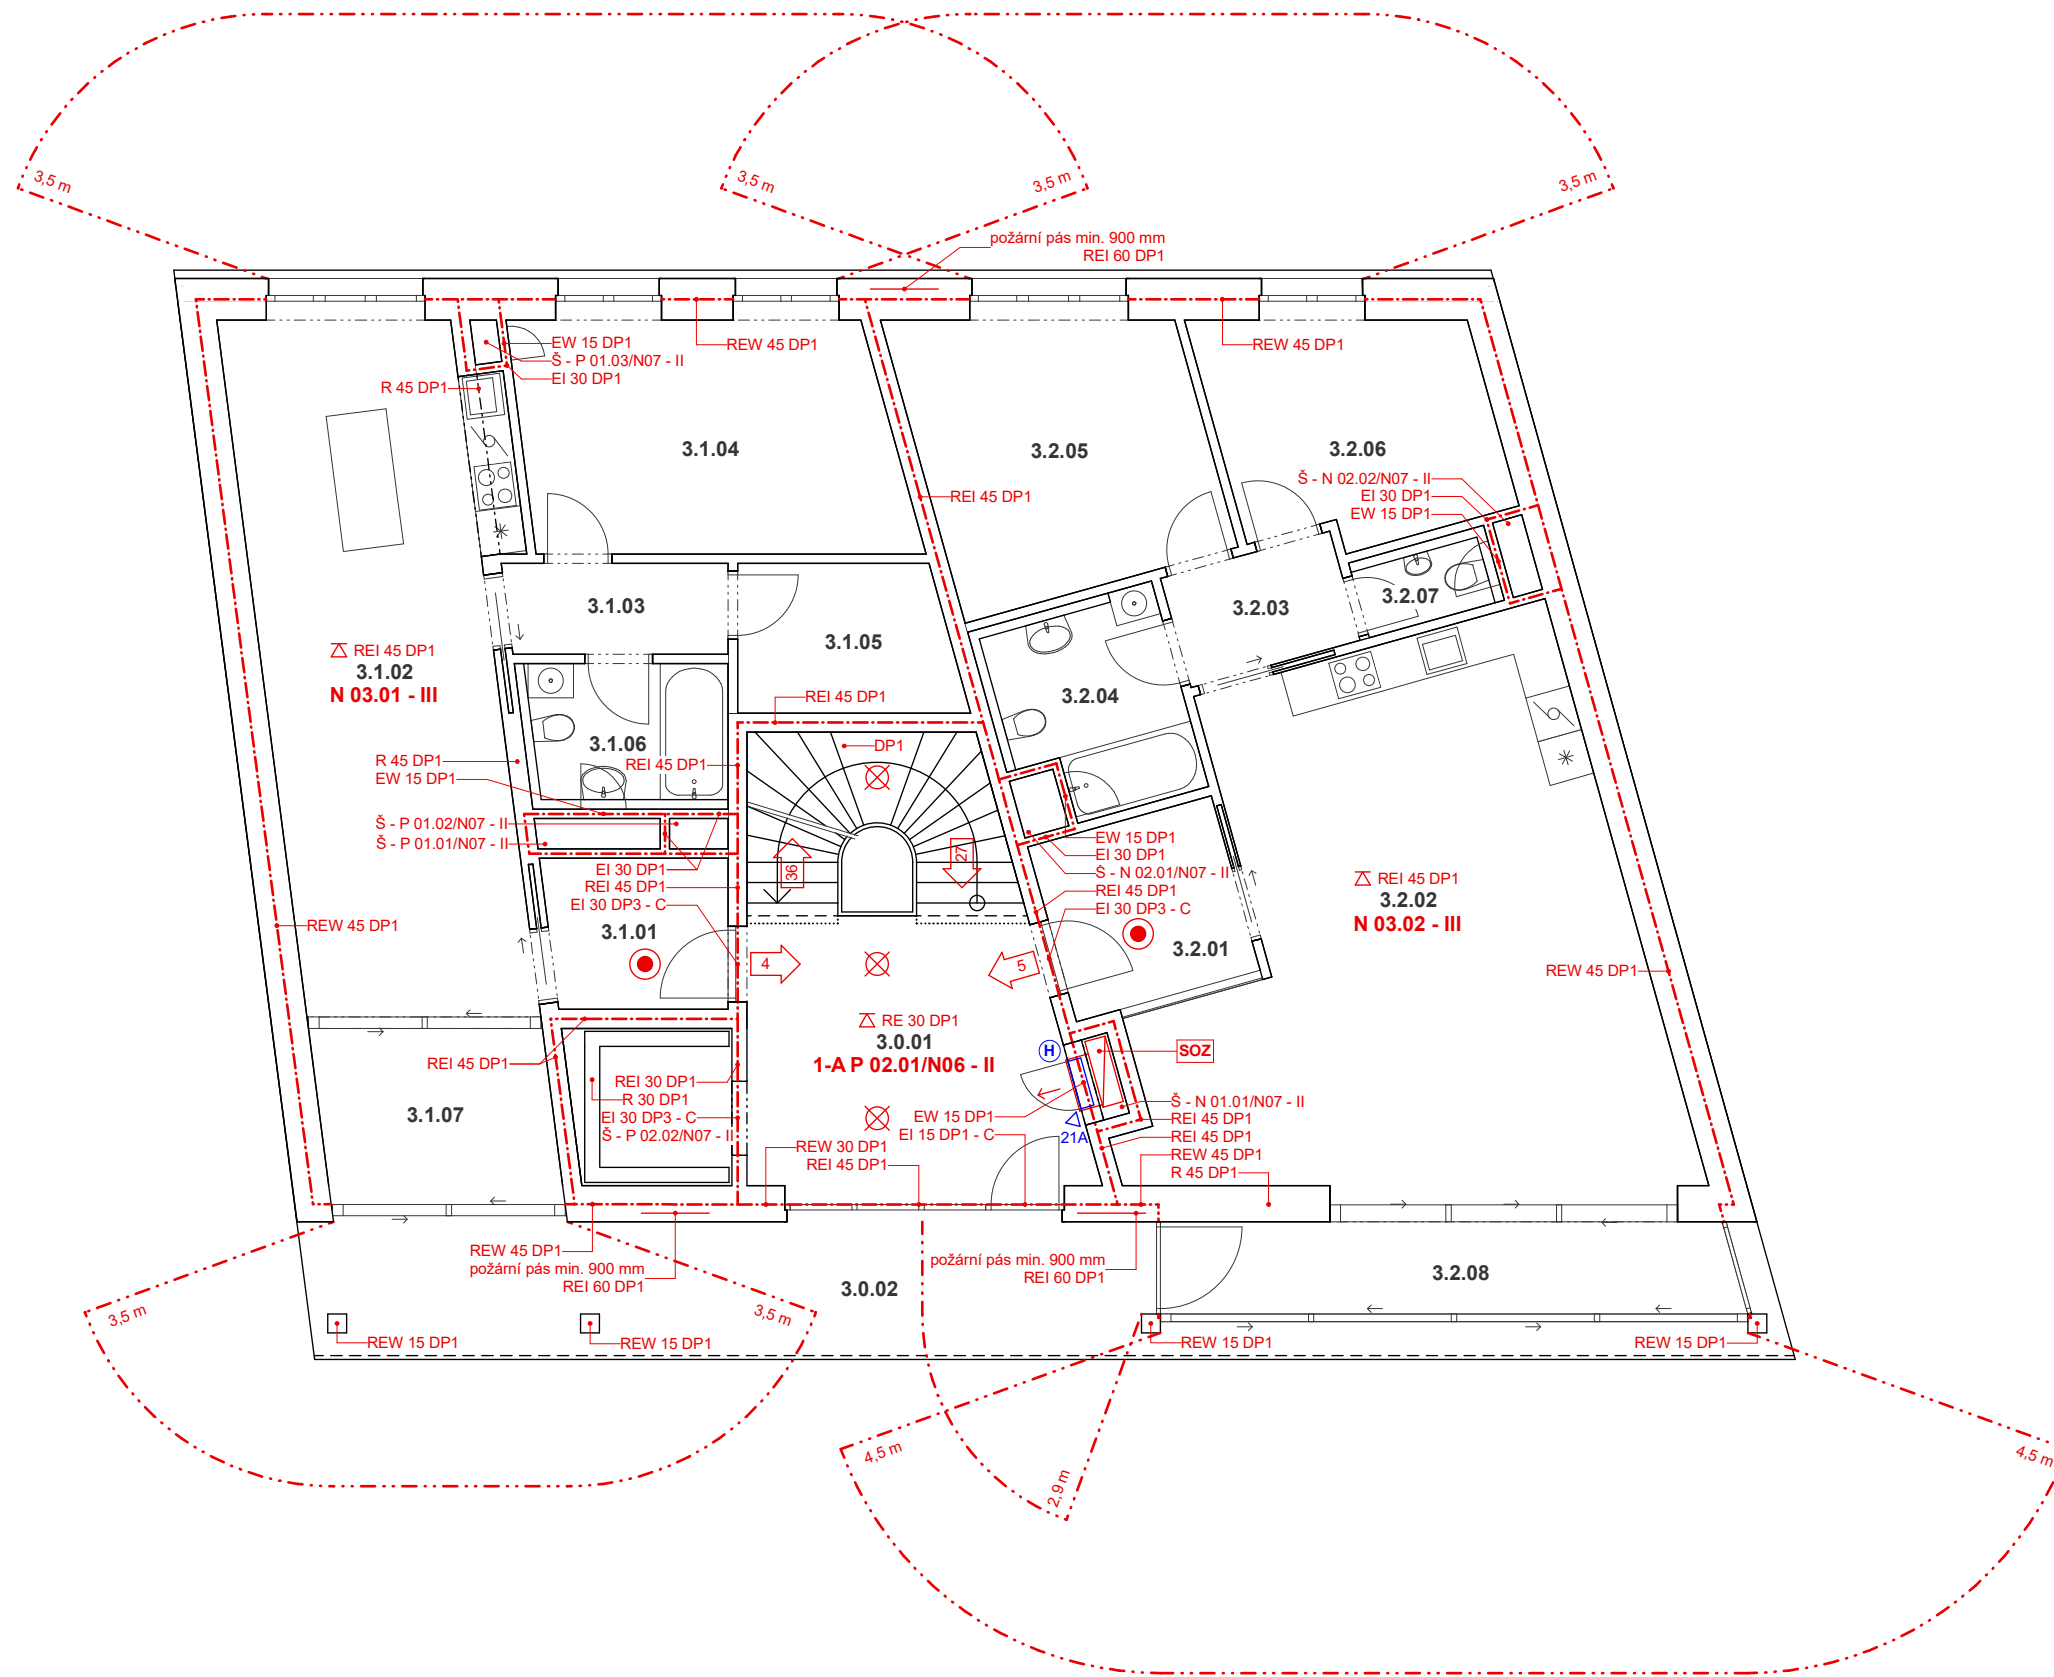 3,5 m
3,5 m
3,5 m
3,5 m
požární pás min. 900 mm
REI 60 DP1
EW 15 DP1
Š - P 01.03/N07 - II
EI 30 DP1
R 45 DP1
REW 45 DP1
REW 45 DP1
3.1.04
3.2.05
3.2.06
Š - N 02.02/N07 - II
EI 30 DP1
EW 15 DP1
REI 45 DP1
3.1.03
3.1.05
3.2.03
3.2.07
REI 45 DP1
3.1.02
N 03.01 - III
REI 45 DP1
3.2.04
3.1.06
REI 45 DP1
DP1
R 45 DP1
EW 15 DP1
Š - P 01.02/N07 - II
Š - P 01.01/N07 - II
EI 30 DP1
REI 45 DP1
EI 30 DP3 - C
36
27
EW 15 DP1
EI 30 DP1
Š - N 02.01/N07 - II
REI 45 DP1
EI 30 DP3 - C
REI 45 DP1
3.2.02
N 03.02 - III
REW 45 DP1
3.1.01
3.2.01
4
5
REW 45 DP1
RE 30 DP1
3.0.01
1-A P 02.01/N06 - II
H
SOZ
REI 45 DP1
REI 30 DP1
R 30 DP1
EI 30 DP3 - C
Š - P 02.02/N07 - II
3.1.07
EW 15 DP1
EI 15 DP1 - C
21A
Š - N 01.01/N07 - II
REI 45 DP1
REI 45 DP1
REW 45 DP1
R 45 DP1
REW 30 DP1
REI 45 DP1
REW 45 DP1
požární pás min. 900 mm
REI 60 DP1
požární pás min. 900 mm
REI 60 DP1
3.0.02
3.2.08
3,5 m
3,5 m
REW 15 DP1
REW 15 DP1
REW 15 DP1
REW 15 DP1
4,5 m
2,9 m
4,5 m